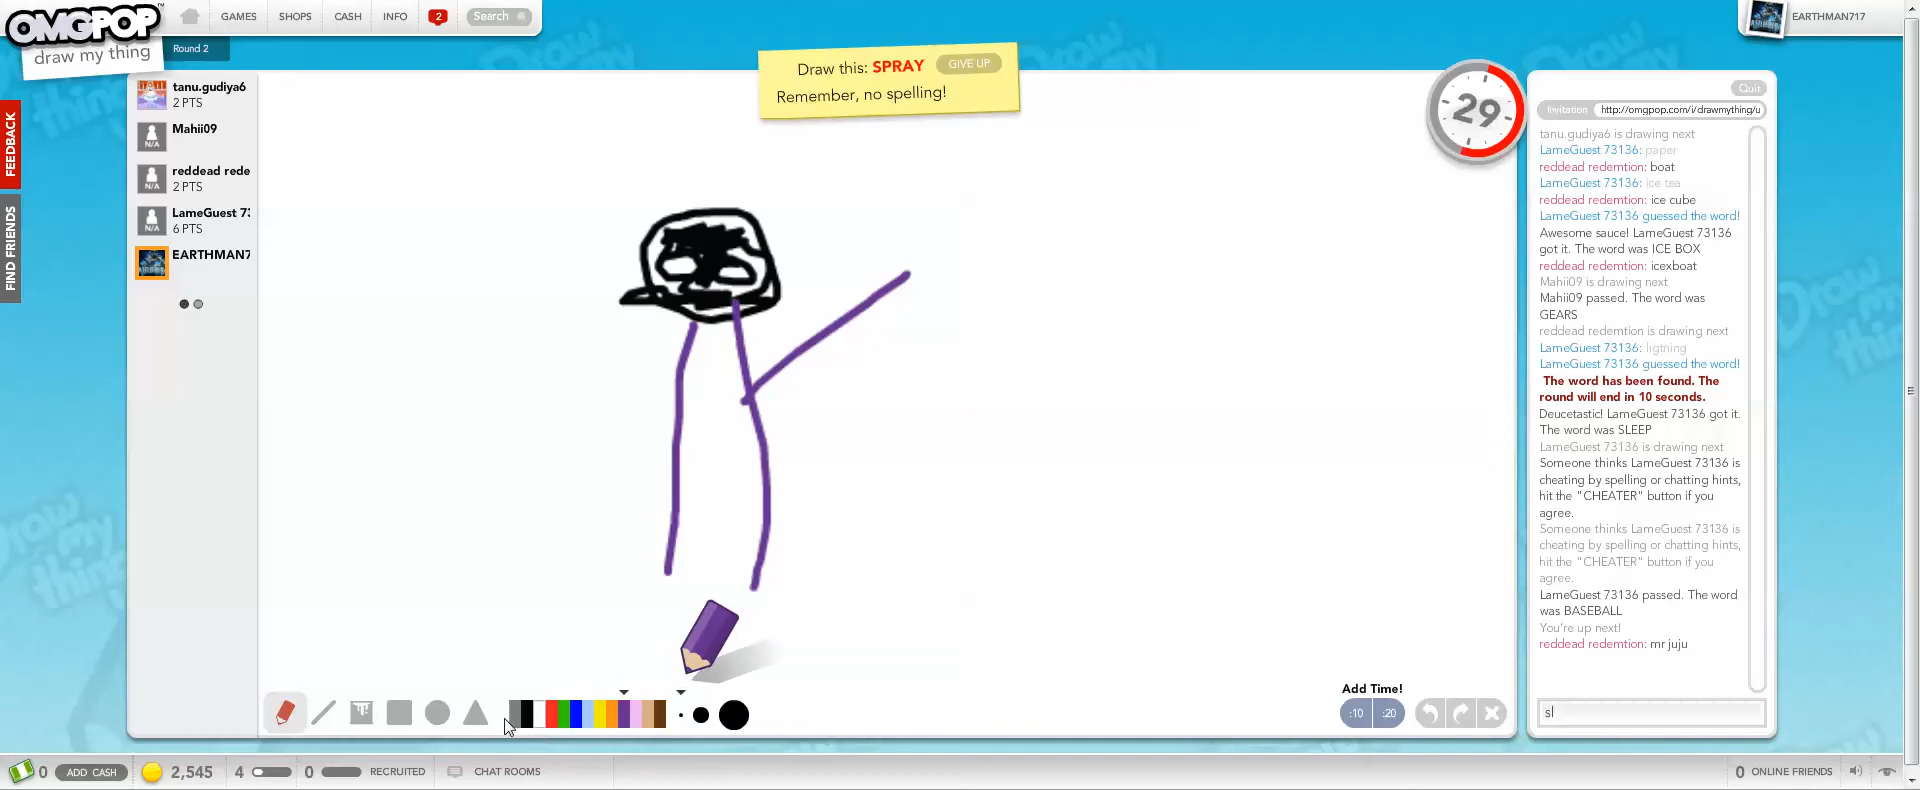 OMGPOP™
draw my thing
GAMES
SHOPS
CASH
INFO
2
Search
EARTHMAN717
Round 2
FEEDBACK
FIND FRIENDS
tanu.gudiya6
2 PTS
N/A
Mahii09
N/A
reddead rede
2 PTS
N/A
LameGuest 73
6 PTS
EARTHMAN7
Draw this: SPRAY
GIVE UP
Remember, no spelling!
29
Quit
Invitation http://omgpop.com/i/drawmything/u
tanu.gudiya6 is drawing next
LameGuest 73136: paper
reddead redemtion: boat
LameGuest 73136: ice tea
reddead redemtion: ice cube
LameGuest 73136 guessed the word!
Awesome sauce! LameGuest 73136
got it. The word was ICE BOX
reddead redemtion: icexboat
Mahii09 is drawing next
Mahii09 passed. The word was
GEARS
reddead redemtion is drawing next
LameGuest 73136: ligtning
LameGuest 73136 guessed the word!
The word has been found. The
round will end in 10 seconds.
Deucetastic! LameGuest 73136 got it.
The word was SLEEP
LameGuest 73136 is drawing next
Someone thinks LameGuest 73136 is
cheating by spelling or chatting hints,
hit the "CHEATER" button if you
agree.
Someone thinks LameGuest 73136 is
cheating by spelling or chatting hints,
hit the "CHEATER" button if you
agree.
LameGuest 73136 passed. The word
was BASEBALL
You're up next!
reddead redemtion: mr juju
sl
Add Time!
:10
:20
0
ADD CASH
2,545
4
0
RECRUITED
CHAT ROOMS
0 ONLINE FRIENDS